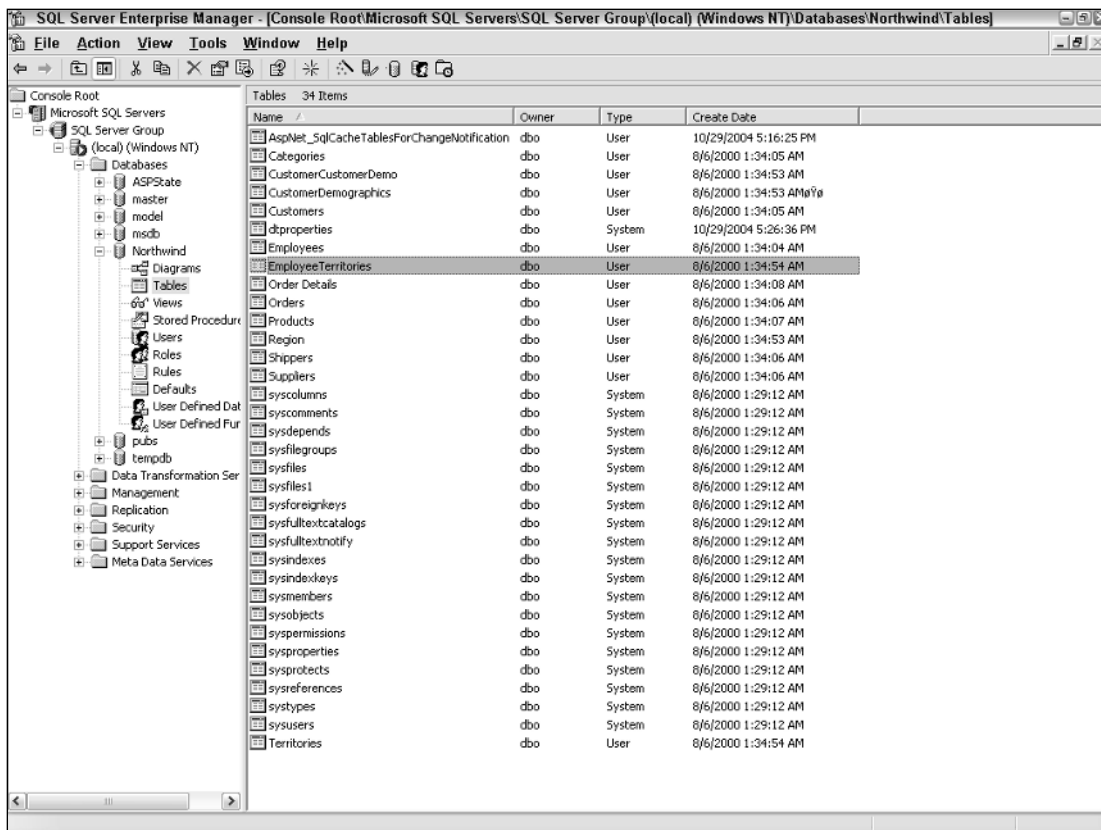 SQL Server Enterprise Manager - [Console Root\Microsoft SQL Servers\SQL Server Group\(local) (Windows NT)\Databases\Northwind\Tables]
File Action View Tools Window Help
Console Root
Microsoft SQL Servers
SQL Server Group
(local) (Windows NT)
Databases
ASPState
master
model
msdb
Northwind
Diagrams
Tables
Views
Stored Procedure
Users
Roles
Rules
Defaults
User Defined Dat
User Defined Fur
pubs
tempdb
Data Transformation Ser
Management
Replication
Security
Support Services
Meta Data Services
Tables 34 Items
Name Owner Type Create Date
AspNet_SqlCacheTablesForChangeNotification dbo User 10/29/2004 5:16:25 PM
Categories dbo User 8/6/2000 1:34:05 AM
CustomerCustomerDemo dbo User 8/6/2000 1:34:53 AM
CustomerDemographics dbo User 8/6/2000 1:34:53 AMøŸø
Customers dbo User 8/6/2000 1:34:05 AM
dtproperties dbo System 10/29/2004 5:26:36 PM
Employees dbo User 8/6/2000 1:34:04 AM
EmployeeTerritories dbo User 8/6/2000 1:34:54 AM
Order Details dbo User 8/6/2000 1:34:08 AM
Orders dbo User 8/6/2000 1:34:06 AM
Products dbo User 8/6/2000 1:34:07 AM
Region dbo User 8/6/2000 1:34:53 AM
Shippers dbo User 8/6/2000 1:34:06 AM
Suppliers dbo User 8/6/2000 1:34:06 AM
syscolumns dbo System 8/6/2000 1:29:12 AM
syscomments dbo System 8/6/2000 1:29:12 AM
sysdepends dbo System 8/6/2000 1:29:12 AM
sysfilegroups dbo System 8/6/2000 1:29:12 AM
sysfiles dbo System 8/6/2000 1:29:12 AM
sysfiles1 dbo System 8/6/2000 1:29:12 AM
sysforeignkeys dbo System 8/6/2000 1:29:12 AM
sysfulltextcatalogs dbo System 8/6/2000 1:29:12 AM
sysfulltextnotify dbo System 8/6/2000 1:29:12 AM
sysindexes dbo System 8/6/2000 1:29:12 AM
sysindexkeys dbo System 8/6/2000 1:29:12 AM
sysmembers dbo System 8/6/2000 1:29:12 AM
sysobjects dbo System 8/6/2000 1:29:12 AM
syspermissions dbo System 8/6/2000 1:29:12 AM
sysproperties dbo System 8/6/2000 1:29:12 AM
sysprotects dbo System 8/6/2000 1:29:12 AM
sysreferences dbo System 8/6/2000 1:29:12 AM
systypes dbo System 8/6/2000 1:29:12 AM
sysusers dbo System 8/6/2000 1:29:12 AM
Territories dbo User 8/6/2000 1:34:54 AM